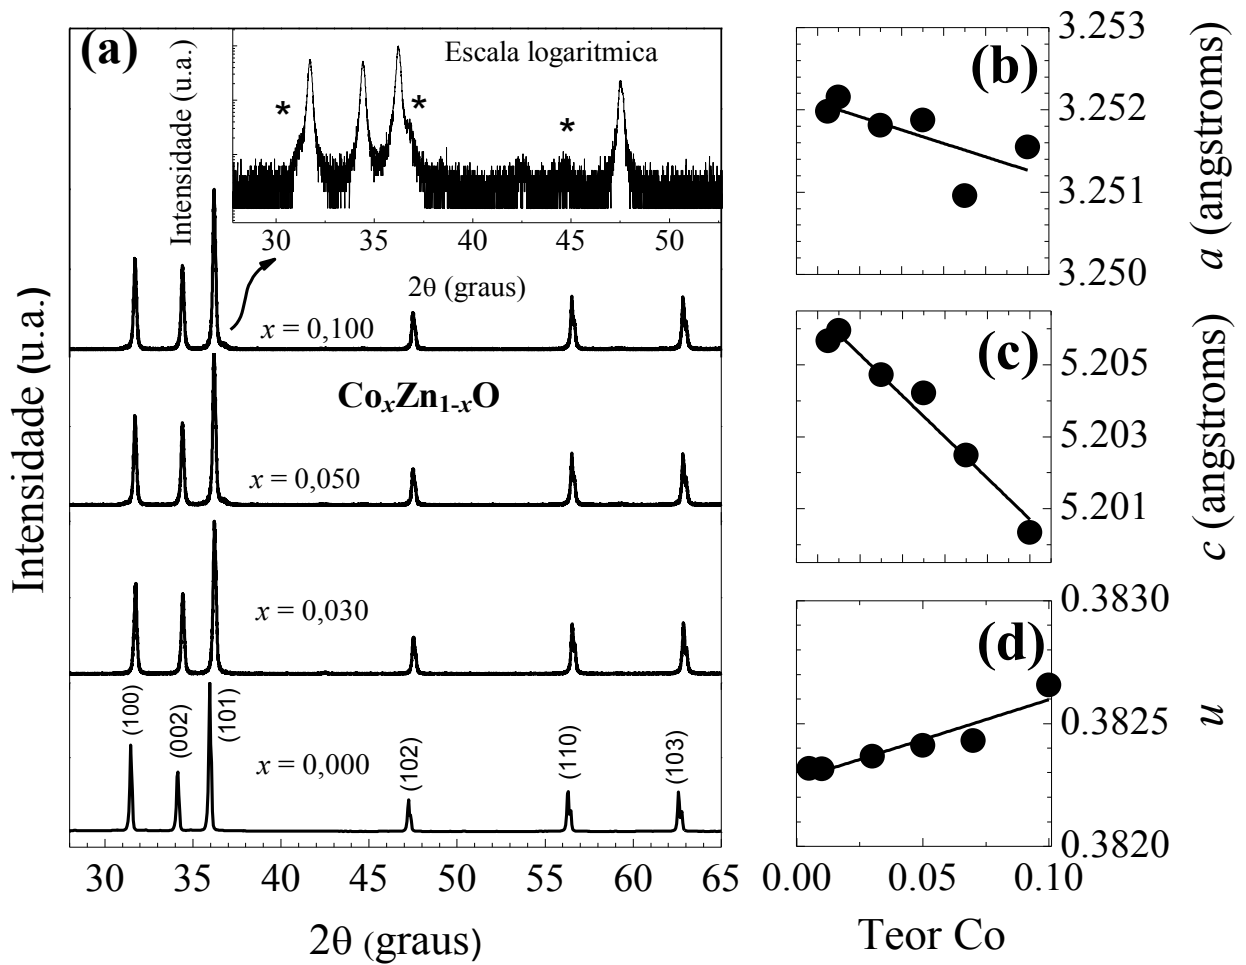 (a)
Intensidade (u.a.)
Escala logaritmica
*
*
*
Intensidade (u.a.)
30
35
40
45
50
2θ (graus)
x = 0,100
CoxZn1-xO
x = 0,050
x = 0,030
x = 0,000
(100)
(002)
(101)
(102)
(110)
(103)
30
35
40
45
50
55
60
65
2θ (graus)
(b)
3.253
3.252
3.251
3.250
a (angstroms)
(c)
5.205
5.203
5.201
c (angstroms)
(d)
0.3830
0.3825
0.3820
u
0.00
0.05
0.10
Teor Co